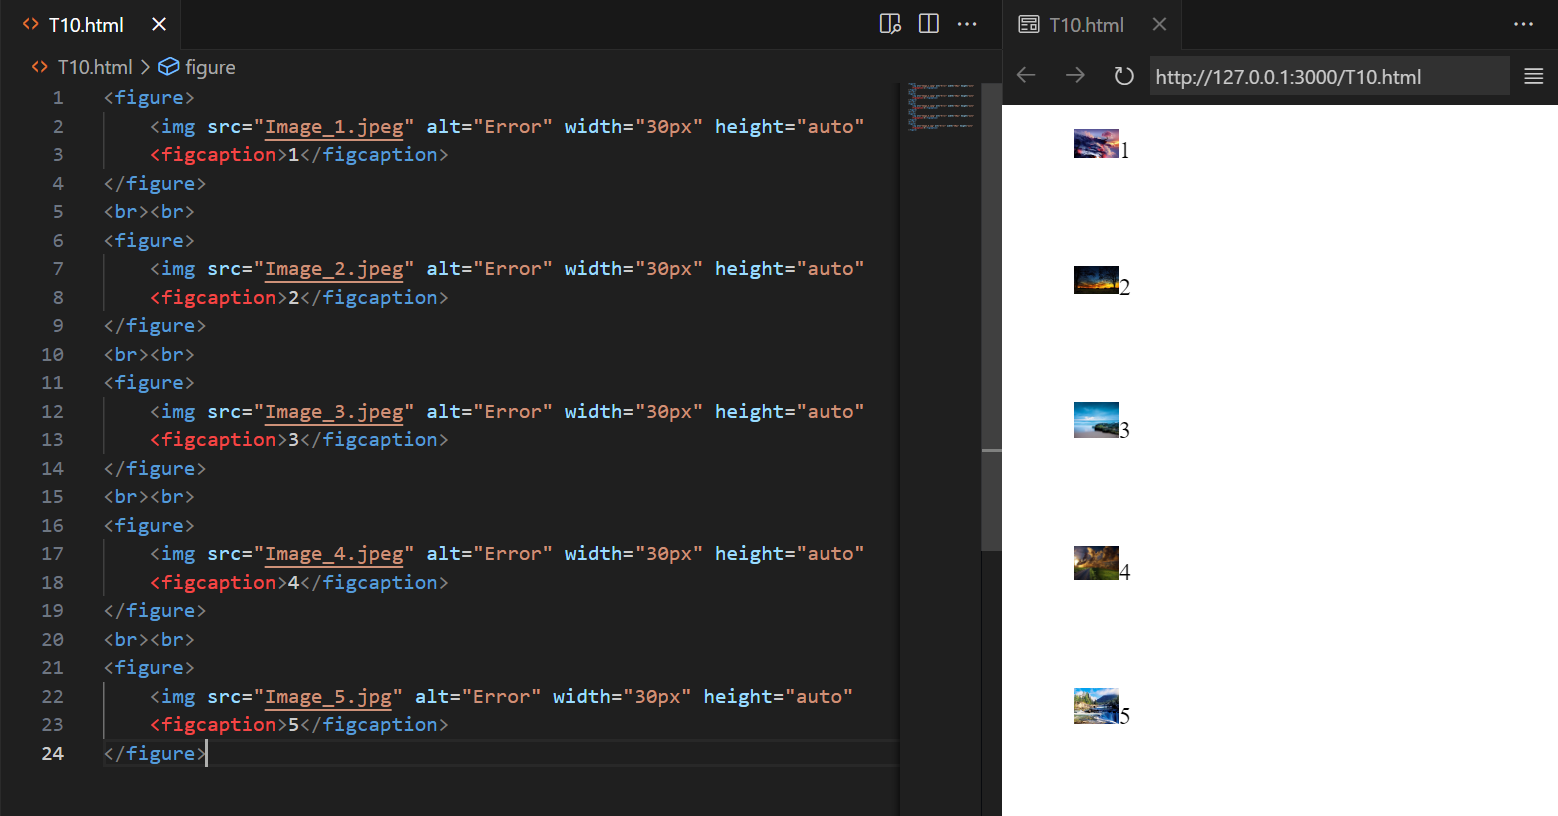 T10.html
T10.html > figure
1 <figure>
2 <img src="Image_1.jpeg" alt="Error" width="30px" height="auto"
3 <figcaption>1</figcaption>
4 </figure>
5 <br><br>
6 <figure>
7 <img src="Image_2.jpeg" alt="Error" width="30px" height="auto"
8 <figcaption>2</figcaption>
9 </figure>
10 <br><br>
11 <figure>
12 <img src="Image_3.jpeg" alt="Error" width="30px" height="auto"
13 <figcaption>3</figcaption>
14 </figure>
15 <br><br>
16 <figure>
17 <img src="Image_4.jpeg" alt="Error" width="30px" height="auto"
18 <figcaption>4</figcaption>
19 </figure>
20 <br><br>
21 <figure>
22 <img src="Image_5.jpg" alt="Error" width="30px" height="auto"
23 <figcaption>5</figcaption>
24 </figure>
T10.html
http://127.0.0.1:3000/T10.html
1
2
3
4
5